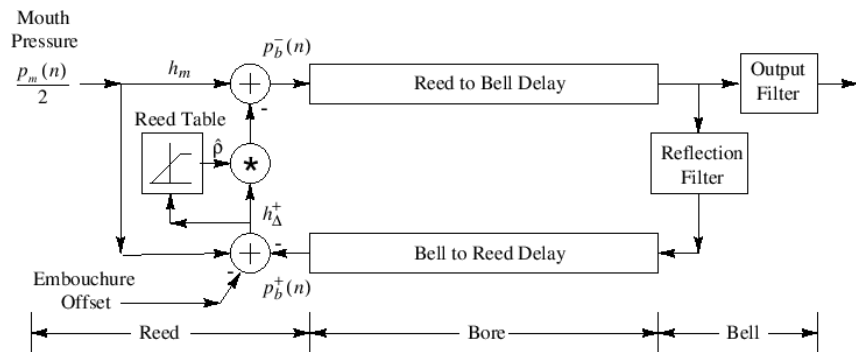 Mouth
Pressure
p_m(n)
2
h_m
p_b^-(n)
Reed to Bell Delay
Output
Filter
-
Reed Table
ρ̂
*
Reflection
Filter
h_Δ^+
-
Bell to Reed Delay
-
p_b^+(n)
Embouchure
Offset
Reed
Bore
Bell